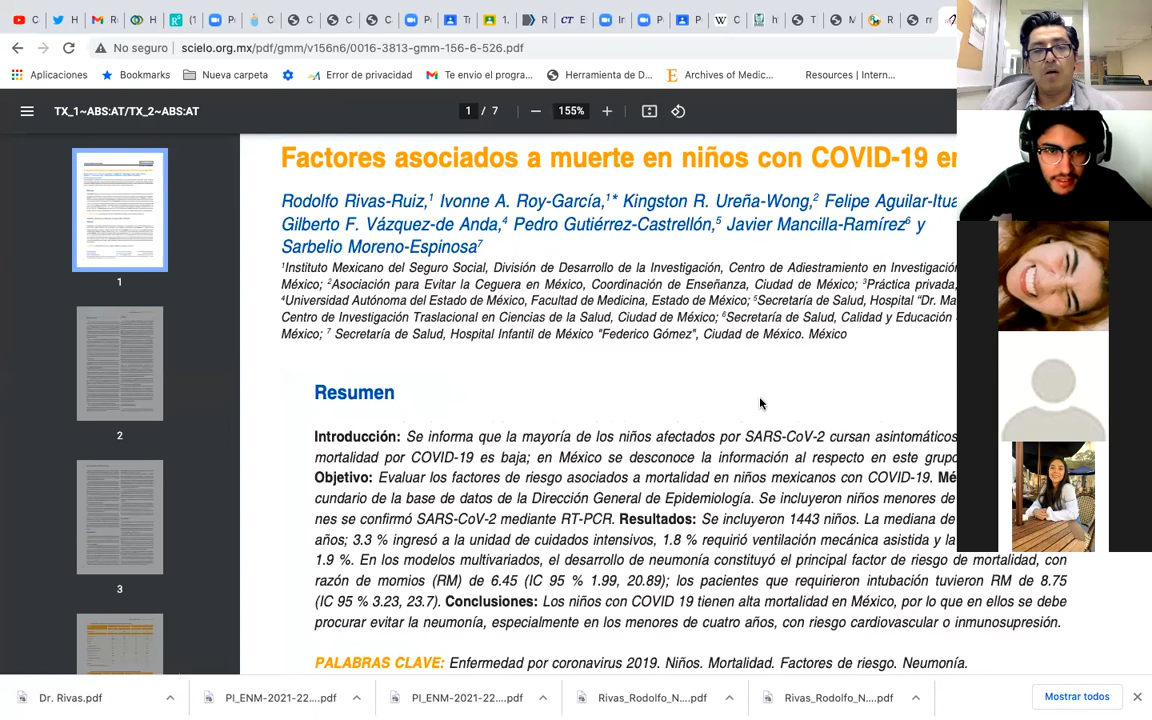 C H M H R (1 P C C C P Tr 1. R CT E In P P W C h T M R rr
No seguro scielo.org.mx/pdf/gmm/v156n6/0016-3813-gmm-156-6-526.pdf
Aplicaciones Bookmarks Nueva carpeta Error de privacidad Te envio el progra... Herramienta de D... Archives of Medic... Resources | Intern...
TX_1~ABS:AT/TX_2~ABS:AT 1 / 7 155%
Factores asociados a muerte en niños con COVID-19 en
Rodolfo Rivas-Ruiz,¹ Ivonne A. Roy-García,¹* Kingston R. Ureña-Wong,² Felipe Aguilar-Itua
Gilberto F. Vázquez-de Anda,⁴ Pedro Gutiérrez-Castrellón,⁵ Javier Mancilla-Ramírez⁶ y
Sarbelio Moreno-Espinosa⁷
¹Instituto Mexicano del Seguro Social, División de Desarrollo de la Investigación, Centro de Adiestramiento en Investigación
México; ²Asociación para Evitar la Ceguera en México, Coordinación de Enseñanza, Ciudad de México; ³Práctica privada,
⁴Universidad Autónoma del Estado de México, Facultad de Medicina, Estado de México; ⁵Secretaría de Salud, Hospital "Dr. Ma
Centro de Investigación Traslacional en Ciencias de la Salud, Ciudad de México; ⁶Secretaría de Salud, Calidad y Educación
México; ⁷ Secretaría de Salud, Hospital Infantil de México "Federico Gómez", Ciudad de México. México
Resumen
Introducción: Se informa que la mayoría de los niños afectados por SARS-CoV-2 cursan asintomáticos
mortalidad por COVID-19 es baja; en México se desconoce la información al respecto en este grupo
Objetivo: Evaluar los factores de riesgo asociados a mortalidad en niños mexicanos con COVID-19. Mé
cundario de la base de datos de la Dirección General de Epidemiología. Se incluyeron niños menores de
nes se confirmó SARS-CoV-2 mediante RT-PCR. Resultados: Se incluyeron 1443 niños. La mediana de
años; 3.3 % ingresó a la unidad de cuidados intensivos, 1.8 % requirió ventilación mecánica asistida y la
1.9 %. En los modelos multivariados, el desarrollo de neumonía constituyó el principal factor de riesgo de mortalidad, con
razón de momios (RM) de 6.45 (IC 95 % 1.99, 20.89); los pacientes que requirieron intubación tuvieron RM de 8.75
(IC 95 % 3.23, 23.7). Conclusiones: Los niños con COVID 19 tienen alta mortalidad en México, por lo que en ellos se debe
procurar evitar la neumonía, especialmente en los menores de cuatro años, con riesgo cardiovascular o inmunosupresión.
PALABRAS CLAVE: Enfermedad por coronavirus 2019. Niños. Mortalidad. Factores de riesgo. Neumonía.
1
2
3
Dr. Rivas.pdf PI_ENM-2021-22....pdf PI_ENM-2021-22....pdf Rivas_Rodolfo_N....pdf Rivas_Rodolfo_N....pdf Mostrar todos